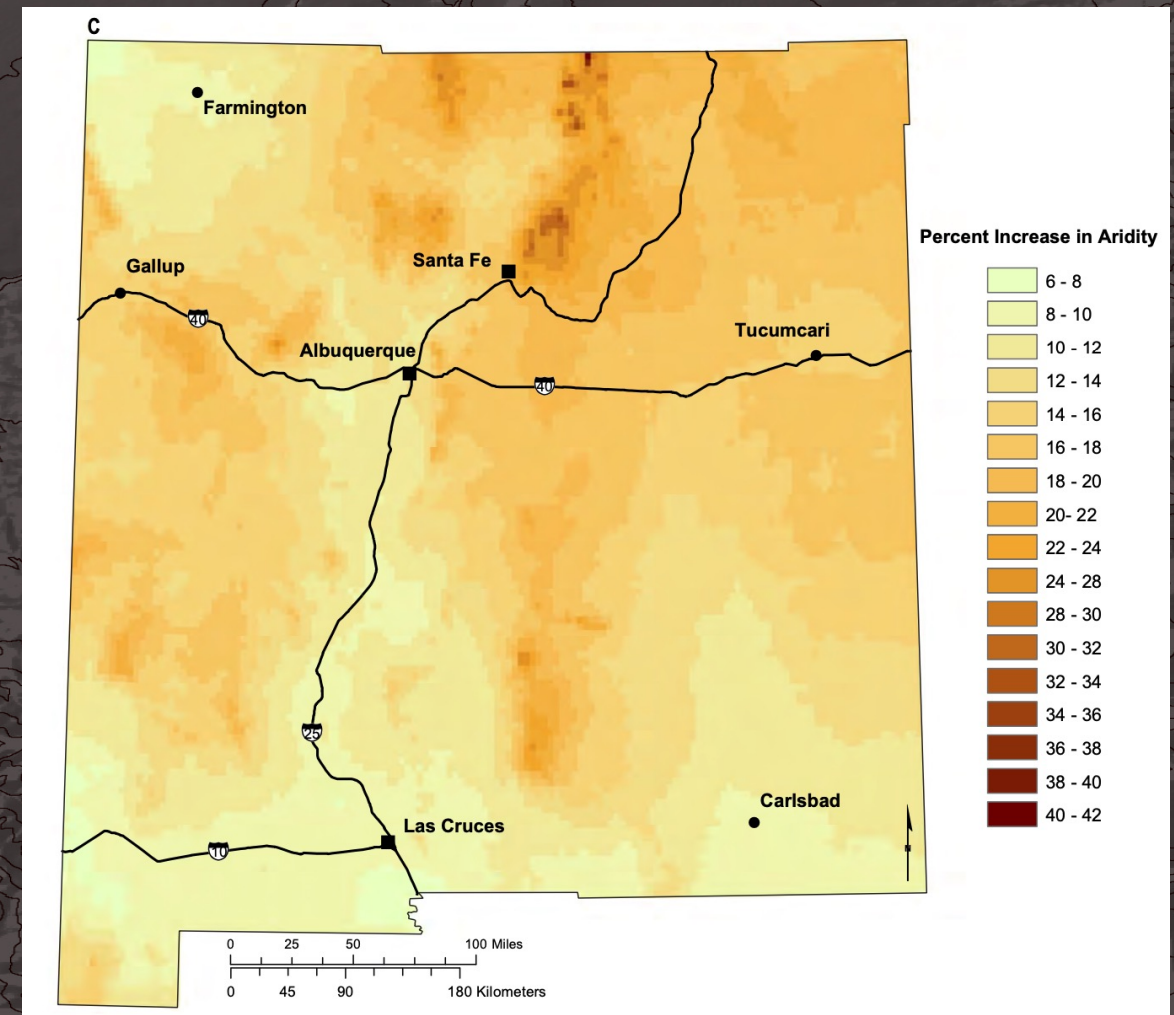 C
Farmington
Gallup
Santa Fe
40
Albuquerque
Tucumcari
40
25
Las Cruces
Carlsbad
10
0 25 50 100 Miles
0 45 90 180 Kilometers
Percent Increase in Aridity
6 - 8
8 - 10
10 - 12
12 - 14
14 - 16
16 - 18
18 - 20
20- 22
22 - 24
24 - 28
28 - 30
30 - 32
32 - 34
34 - 36
36 - 38
38 - 40
40 - 42